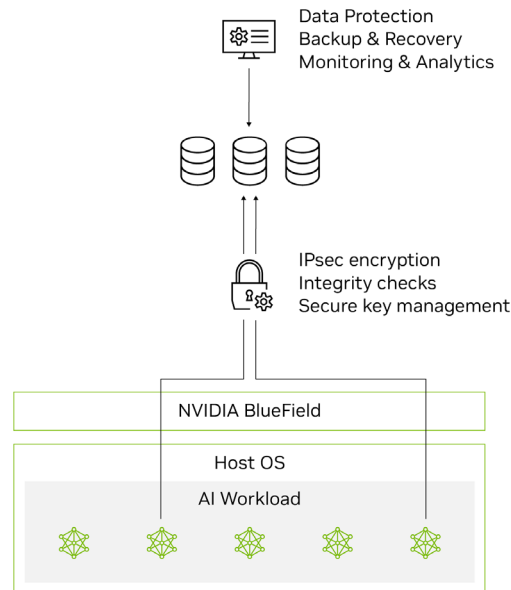 Data Protection
Backup & Recovery
Monitoring & Analytics
IPsec encryption
Integrity checks
Secure key management
NVIDIA BlueField
Host OS
AI Workload